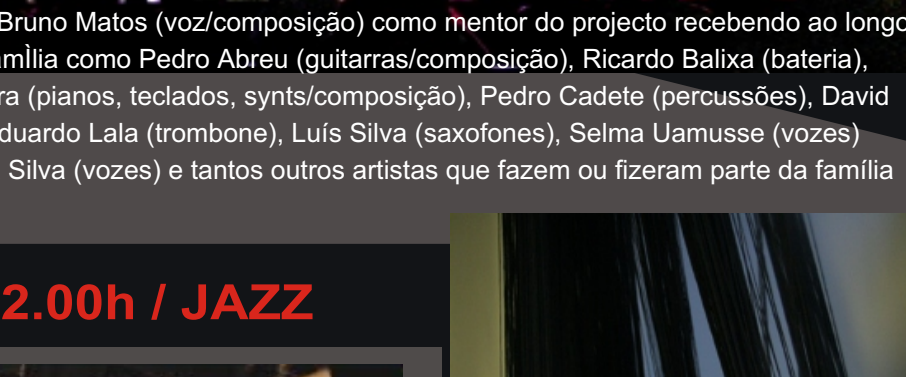 Bruno Matos (voz/composição) como mentor do projecto recebendo ao longo
amÌlia como Pedro Abreu (guitarras/composição), Ricardo Balixa (bateria),
ra (pianos, teclados, synts/composição), Pedro Cadete (percussões), David
duardo Lala (trombone), Luís Silva (saxofones), Selma Uamusse (vozes)
Silva (vozes) e tantos outros artistas que fazem ou fizeram parte da família
2.00h / JAZZ